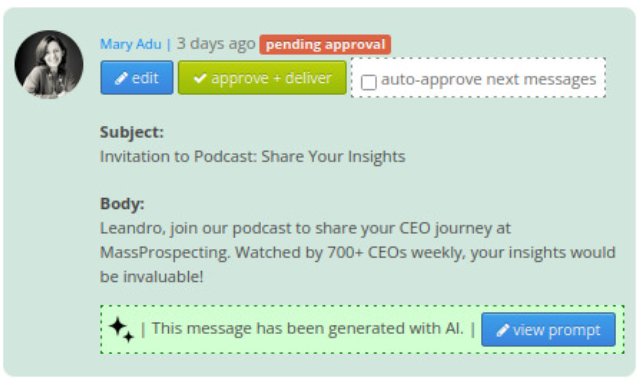 Mary Adu | 3 days ago pending approval
edit approve + deliver auto-approve next messages
Subject:
Invitation to Podcast: Share Your Insights
Body:
Leandro, join our podcast to share your CEO journey at
MassProspecting. Watched by 700+ CEOs weekly, your insights would
be invaluable!
| This message has been generated with AI. | view prompt